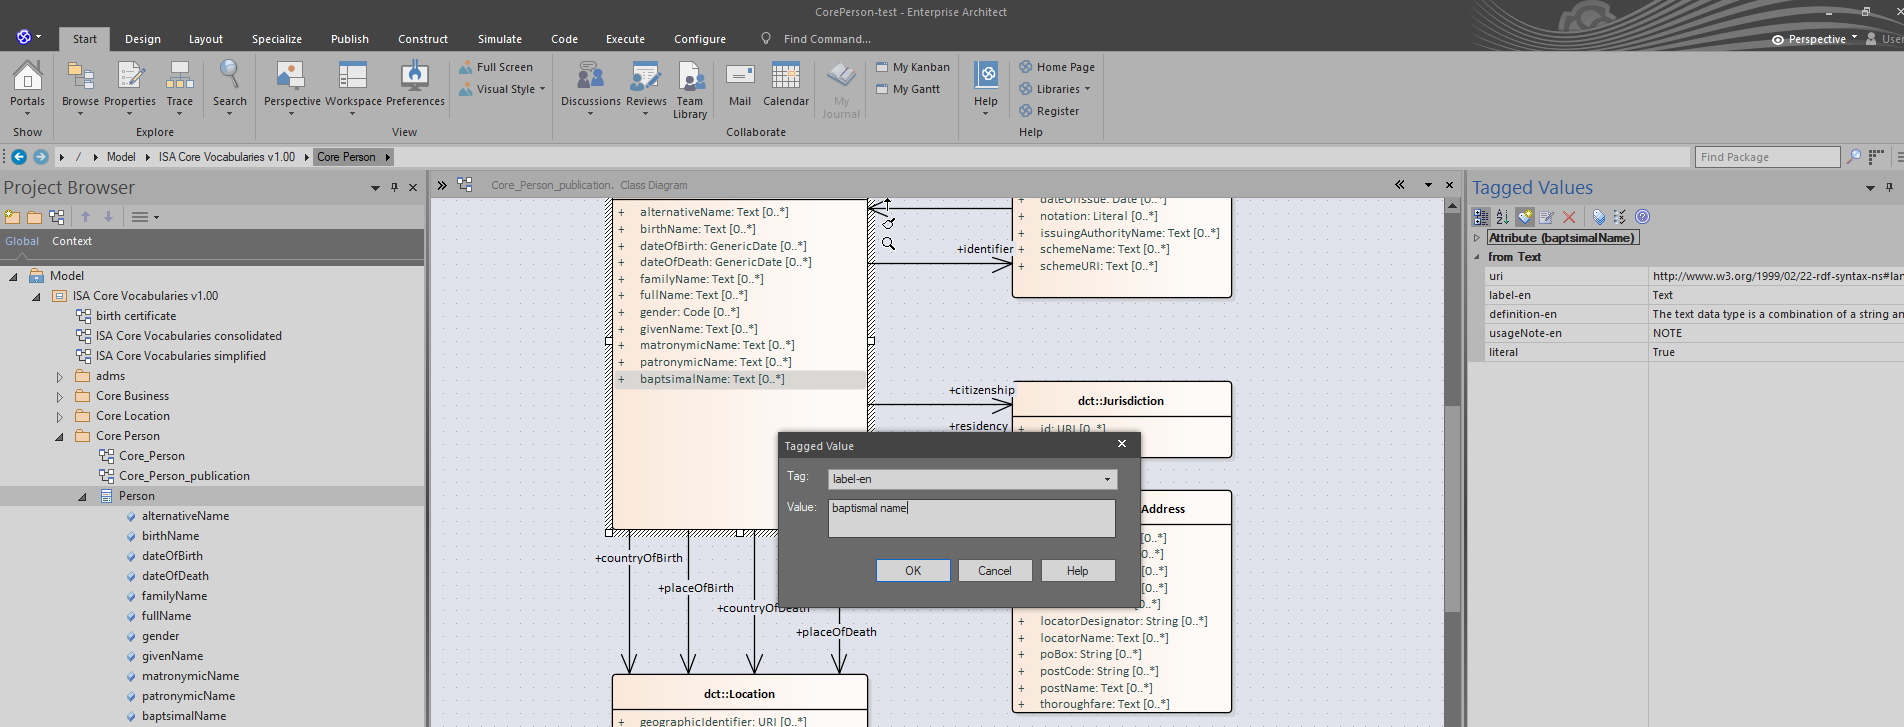 CorePerson-test - Enterprise Architect
Start Design Layout Specialize Publish Construct Simulate Code Execute Configure Find Command... Perspective User
Portals Browse Properties Trace Search Perspective Workspace Preferences Full Screen Visual Style Discussions Reviews Team Library Mail Calendar My Journal My Kanban My Gantt Help Home Page Libraries Register
Show Explore View Collaborate Help
/ Model ISA Core Vocabularies v1.00 Core Person Find Package
Project Browser
Global Context
Model
ISA Core Vocabularies v1.00
birth certificate
ISA Core Vocabularies consolidated
ISA Core Vocabularies simplified
adms
Core Business
Core Location
Core Person
Core_Person
Core_Person_publication
Person
alternativeName
birthName
dateOfBirth
dateOfDeath
familyName
fullName
gender
givenName
matronymicName
patronymicName
baptsimalName
Core_Person_publication. Class Diagram
+ alternativeName: Text [0..*]
+ birthName: Text [0..*]
+ dateOfBirth: GenericDate [0..*]
+ dateOfDeath: GenericDate [0..*]
+ familyName: Text [0..*]
+ fullName: Text [0..*]
+ gender: Code [0..*]
+ givenName: Text [0..*]
+ matronymicName: Text [0..*]
+ patronymicName: Text [0..*]
+ baptsimalName: Text [0..*]
+identifier
dateOfIssue: Date [0..*]
+ notation: Literal [0..*]
+ issuingAuthorityName: Text [0..*]
+ schemeName: Text [0..*]
+ schemeURI: Text [0..*]
+citizenship
+residency
dct::Jurisdiction
+ id: URI [0..*]
Tagged Value
Tag: label-en
Value: baptismal name
OK Cancel Help
Address
[0..*]
0..*]
[0..*]
[0..*]
0..*]
+ locatorDesignator: String [0..*]
+ locatorName: Text [0..*]
+ poBox: String [0..*]
+ postCode: String [0..*]
+ postName: Text [0..*]
+ thoroughfare: Text [0..*]
+countryOfBirth
+placeOfBirth
+countryOfDeath
+placeOfDeath
dct::Location
+ geographicIdentifier: URI [0..*]
Tagged Values
Attribute (baptsimalName)
from Text
uri http://www.w3.org/1999/02/22-rdf-syntax-ns#lan
label-en Text
definition-en The text data type is a combination of a string an
usageNote-en NOTE
literal True